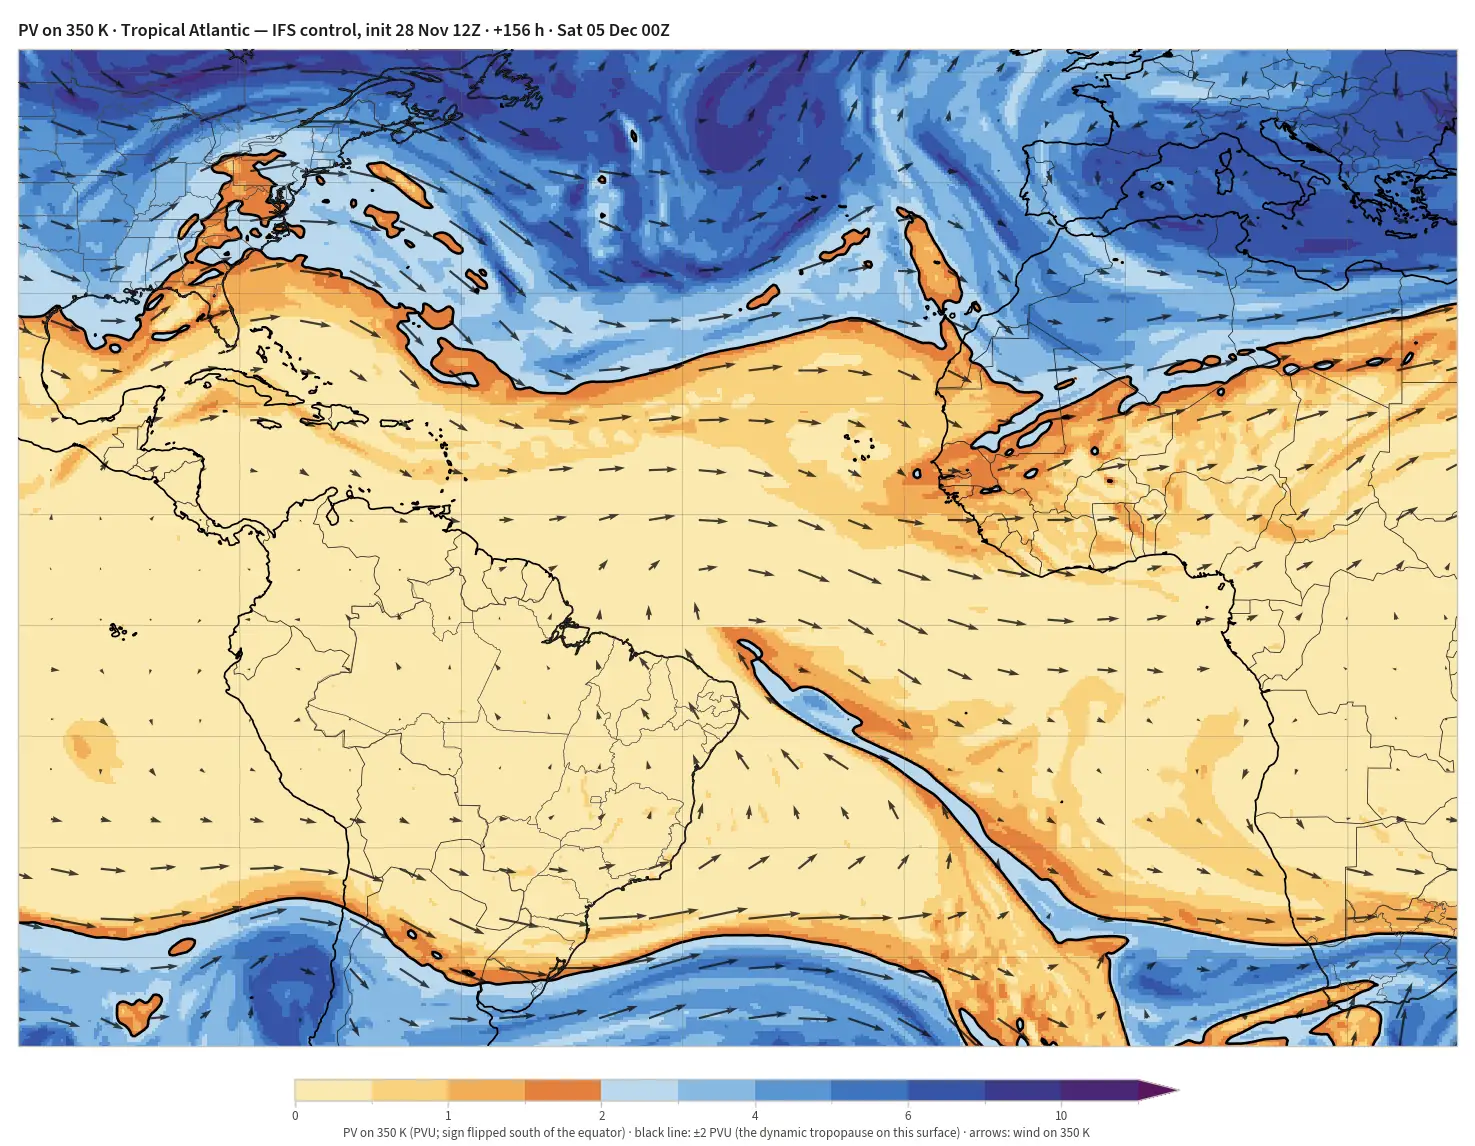 PV on 350 K · Tropical Atlantic — IFS control, init 28 Nov 12Z · +156 h · Sat 05 Dec 00Z
0 1 2 4 6 10
PV on 350 K (PVU; sign flipped south of the equator) · black line: ±2 PVU (the dynamic tropopause on this surface) · arrows: wind on 350 K